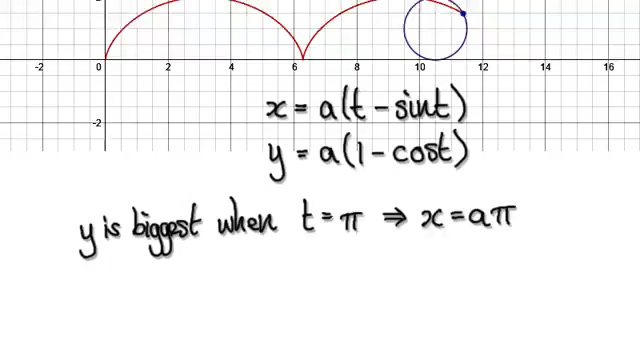 -2 0 2 4 6 8 10 12 14 16
-2
x = a(t - sint)
y = a(1 - cost)
y is biggest when t = π ⇒ x = aπ